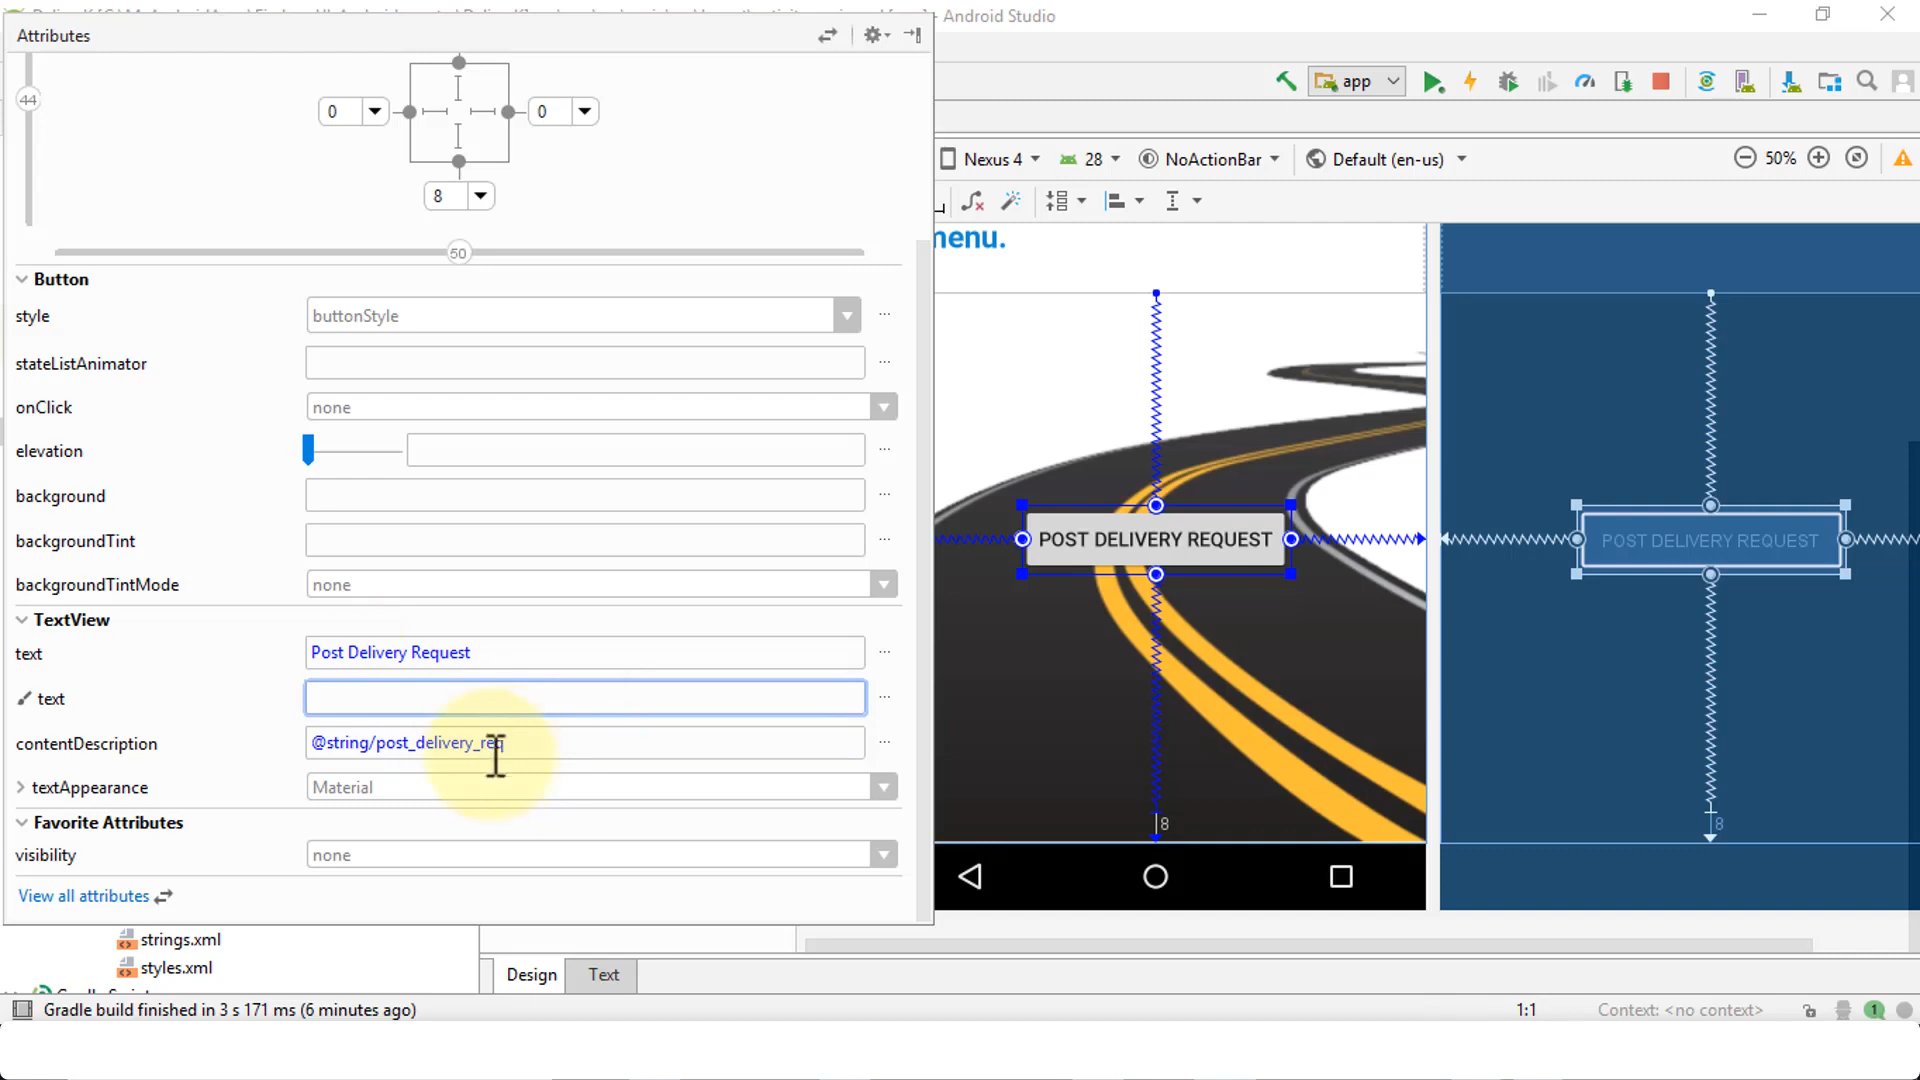 - Android Studio
Attributes
44
0
0
8
50
app
Nexus 4
28
NoActionBar
Default (en-us)
50%
Button
style
buttonStyle
stateListAnimator
onClick
none
elevation
background
backgroundTint
backgroundTintMode
none
TextView
text
Post Delivery Request
text
contentDescription
@string/post_delivery_req
textAppearance
Material
Favorite Attributes
visibility
none
View all attributes
menu.
POST DELIVERY REQUEST
8
POST DELIVERY REQUEST
8
strings.xml
styles.xml
Design
Text
Gradle build finished in 3 s 171 ms (6 minutes ago)
1:1
Context: <no context>
1